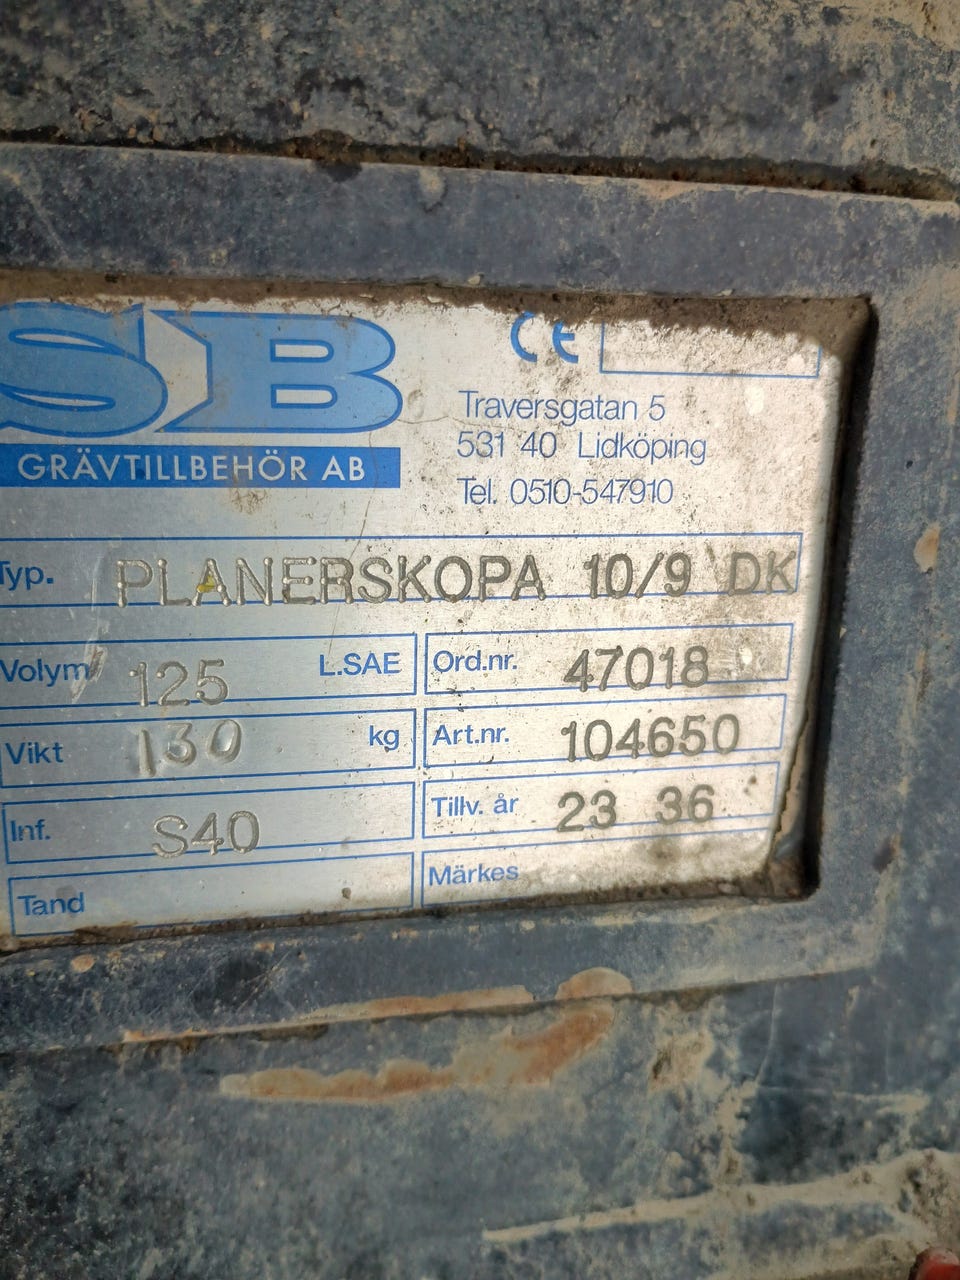 SB
GRÄVTILLBEHÖR AB
CE
Traversgatan 5
531 40 Lidköping
Tel. 0510-547910
Typ. PLANERSKOPA 10/9 DK
Volym 125 L.SAE
Ord.nr. 47018
Vikt 130 kg
Art.nr. 104650
Inf. S40
Tillv. år 23 36
Tand
Märkes